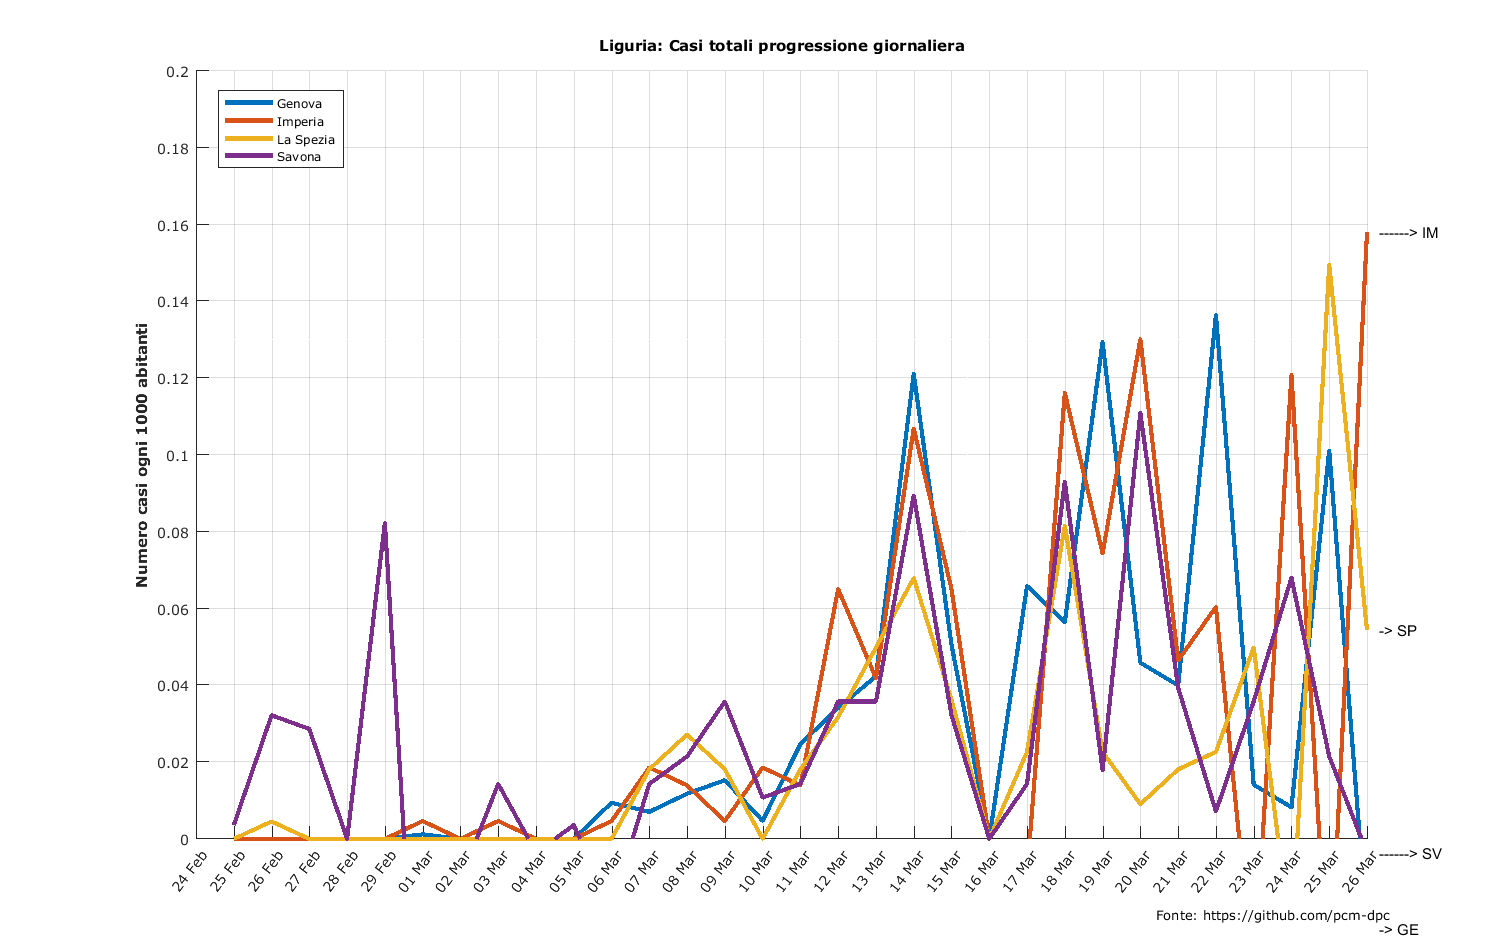 Liguria: Casi totali progressione giornaliera
Numero casi ogni 1000 abitanti
0.2
0.18
0.16
0.14
0.12
0.1
0.08
0.06
0.04
0.02
0
Genova
Imperia
La Spezia
Savona
------> IM
-> SP
------> SV
-> GE
24 Feb
25 Feb
26 Feb
27 Feb
28 Feb
29 Feb
01 Mar
02 Mar
03 Mar
04 Mar
05 Mar
06 Mar
07 Mar
08 Mar
09 Mar
10 Mar
11 Mar
12 Mar
13 Mar
14 Mar
15 Mar
16 Mar
17 Mar
18 Mar
19 Mar
20 Mar
21 Mar
22 Mar
23 Mar
24 Mar
25 Mar
26 Mar
Fonte: https://github.com/pcm-dpc